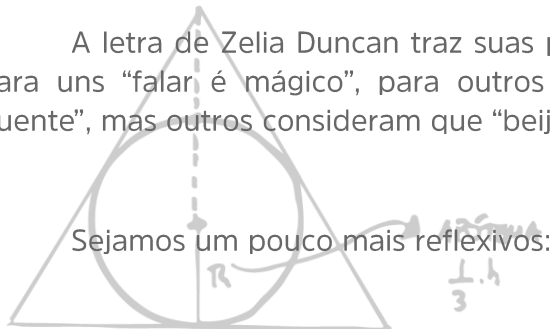 A letra de Zelia Duncan traz suas
ara uns “falar é mágico”, para outros
uente”, mas outros consideram que “beij
Sejamos um pouco mais reflexivos:
R
1/3 . h